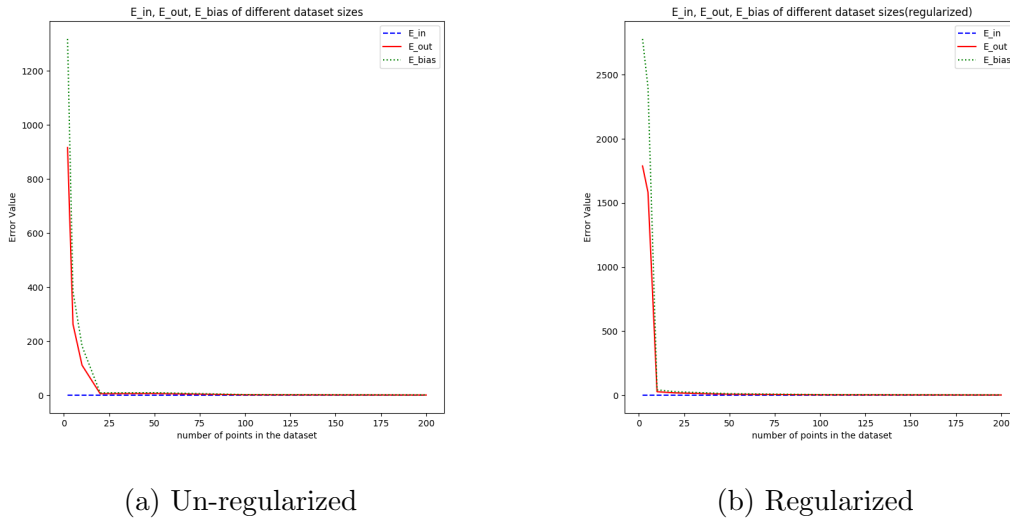 E_in, E_out, E_bias of different dataset sizes
E_in
E_out
E_bias
Error Value
1200
1000
800
600
400
200
0
0 25 50 75 100 125 150 175 200
number of points in the dataset
(a) Un-regularized
E_in, E_out, E_bias of different dataset sizes(regularized)
E_in
E_out
E_bias
Error Value
2500
2000
1500
1000
500
0
0 25 50 75 100 125 150 175 200
number of points in the dataset
(b) Regularized